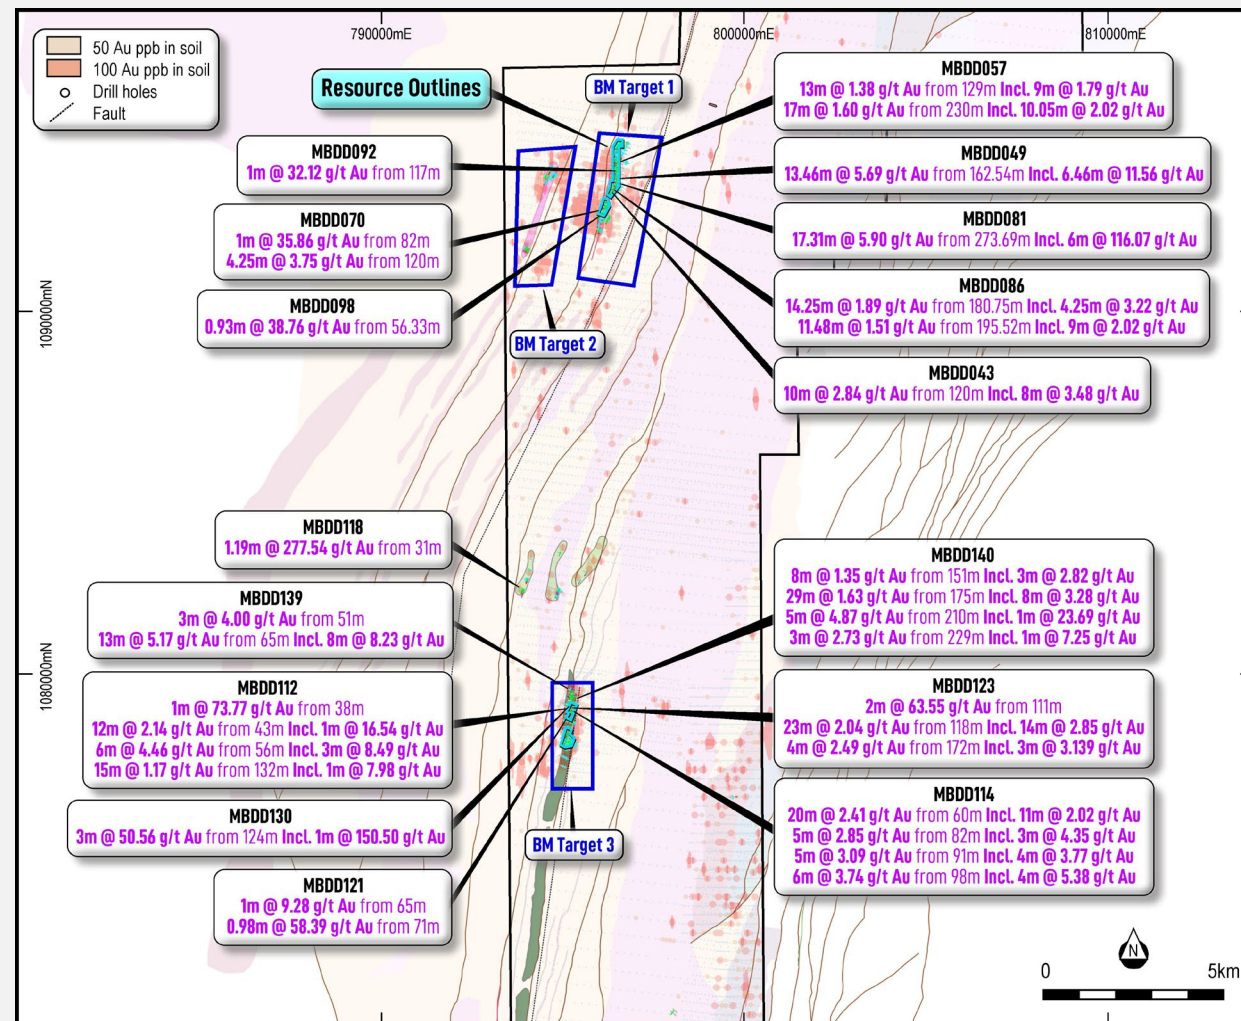 790000mE
800000mE
810000mE
50 Au ppb in soil
100 Au ppb in soil
Drill holes
Fault
Resource Outlines
BM Target 1
MBDD057
13m @ 1.38 g/t Au from 129m Incl. 9m @ 1.79 g/t Au
17m @ 1.60 g/t Au from 230m Incl. 10.05m @ 2.02 g/t Au
MBDD092
1m @ 32.12 g/t Au from 117m
MBDD049
13.46m @ 5.69 g/t Au from 162.54m Incl. 6.46m @ 11.56 g/t Au
MBDD070
1m @ 35.86 g/t Au from 82m
4.25m @ 3.75 g/t Au from 120m
MBDD081
17.31m @ 5.90 g/t Au from 273.69m Incl. 6m @ 116.07 g/t Au
MBDD098
0.93m @ 38.76 g/t Au from 56.33m
MBDD086
14.25m @ 1.89 g/t Au from 180.75m Incl. 4.25m @ 3.22 g/t Au
11.48m @ 1.51 g/t Au from 195.52m Incl. 9m @ 2.02 g/t Au
1090000mN
BM Target 2
MBDD043
10m @ 2.84 g/t Au from 120m Incl. 8m @ 3.48 g/t Au
MBDD118
1.19m @ 277.54 g/t Au from 31m
MBDD140
8m @ 1.35 g/t Au from 151m Incl. 3m @ 2.82 g/t Au
29m @ 1.63 g/t Au from 175m Incl. 8m @ 3.28 g/t Au
5m @ 4.87 g/t Au from 210m Incl. 1m @ 23.69 g/t Au
3m @ 2.73 g/t Au from 229m Incl. 1m @ 7.25 g/t Au
MBDD139
3m @ 4.00 g/t Au from 51m
13m @ 5.17 g/t Au from 65m Incl. 8m @ 8.23 g/t Au
1080000mN
MBDD112
1m @ 73.77 g/t Au from 38m
12m @ 2.14 g/t Au from 43m Incl. 1m @ 16.54 g/t Au
6m @ 4.46 g/t Au from 56m Incl. 3m @ 8.49 g/t Au
15m @ 1.17 g/t Au from 132m Incl. 1m @ 7.98 g/t Au
MBDD123
2m @ 63.55 g/t Au from 111m
23m @ 2.04 g/t Au from 118m Incl. 14m @ 2.85 g/t Au
4m @ 2.49 g/t Au from 172m Incl. 3m @ 3.139 g/t Au
MBDD130
3m @ 50.56 g/t Au from 124m Incl. 1m @ 150.50 g/t Au
MBDD114
20m @ 2.41 g/t Au from 60m Incl. 11m @ 2.02 g/t Au
5m @ 2.85 g/t Au from 82m Incl. 3m @ 4.35 g/t Au
5m @ 3.09 g/t Au from 91m Incl. 4m @ 3.77 g/t Au
6m @ 3.74 g/t Au from 98m Incl. 4m @ 5.38 g/t Au
BM Target 3
MBDD121
1m @ 9.28 g/t Au from 65m
0.98m @ 58.39 g/t Au from 71m
N
0 5km